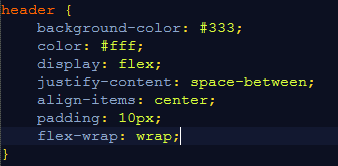 header {
    background-color: #333;
    color: #fff;
    display: flex;
    justify-content: space-between;
    align-items: center;
    padding: 10px;
    flex-wrap: wrap;
}